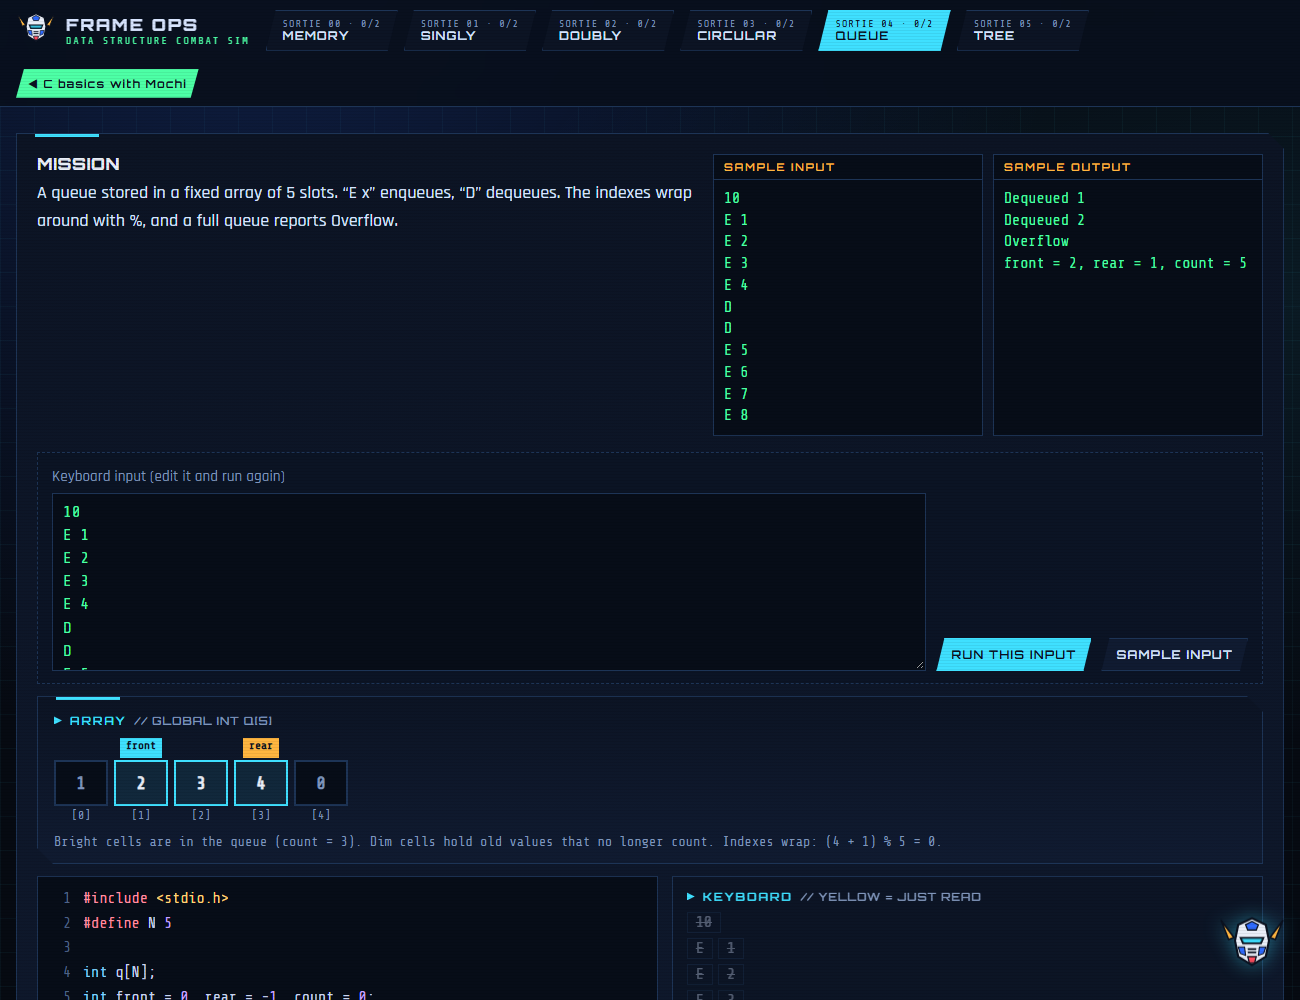 FRAME OPS
DATA STRUCTURE COMBAT SIM
SORTIE 00 · 0/2
MEMORY
SORTIE 01 · 0/2
SINGLY
SORTIE 02 · 0/2
DOUBLY
SORTIE 03 · 0/2
CIRCULAR
SORTIE 04 · 0/2
QUEUE
SORTIE 05 · 0/2
TREE
◀ C basics with Mochi
MISSION
A queue stored in a fixed array of 5 slots. “E x” enqueues, “D” dequeues. The indexes wrap
around with %, and a full queue reports Overflow.
SAMPLE INPUT
10
E 1
E 2
E 3
E 4
D
D
E 5
E 6
E 7
E 8
SAMPLE OUTPUT
Dequeued 1
Dequeued 2
Overflow
front = 2, rear = 1, count = 5
Keyboard input (edit it and run again)
10
E 1
E 2
E 3
E 4
D
D
RUN THIS INPUT
SAMPLE INPUT
▶ ARRAY // GLOBAL INT Q[5]
front rear
1 2 3 4 0
[0] [1] [2] [3] [4]
Bright cells are in the queue (count = 3). Dim cells hold old values that no longer count. Indexes wrap: (4 + 1) % 5 = 0.
1 #include <stdio.h>
2 #define N 5
3
4 int q[N];
5 int front = 0, rear = -1, count = 0;
▶ KEYBOARD // YELLOW = JUST READ
10
E 1
E 2